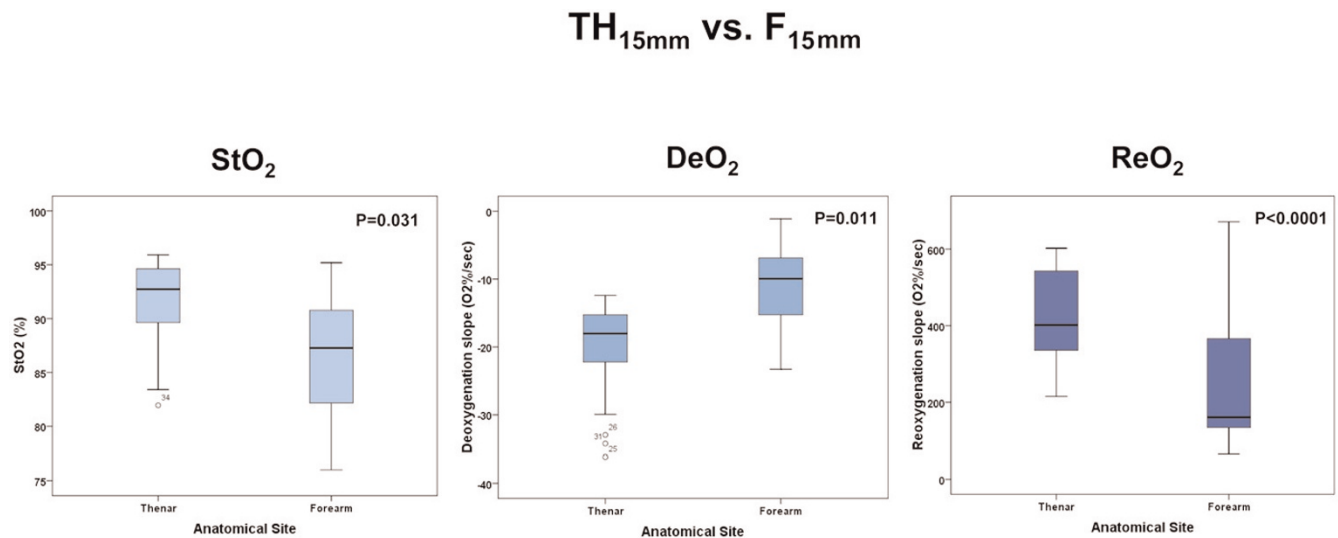 TH15mm vs. F15mm
StO2
DeO2
ReO2
P=0.031
100
95
90
85
80
75
StO2 (%)
34
Thenar
Forearm
Anatomical Site
P=0.011
0
-10
-20
-30
-40
Deoxygenation slope (O2%/sec)
26
31
25
Thenar
Forearm
Anatomical Site
P<0.0001
600
400
200
0
Reoxygenation slope (O2%/sec)
Thenar
Forearm
Anatomical Site